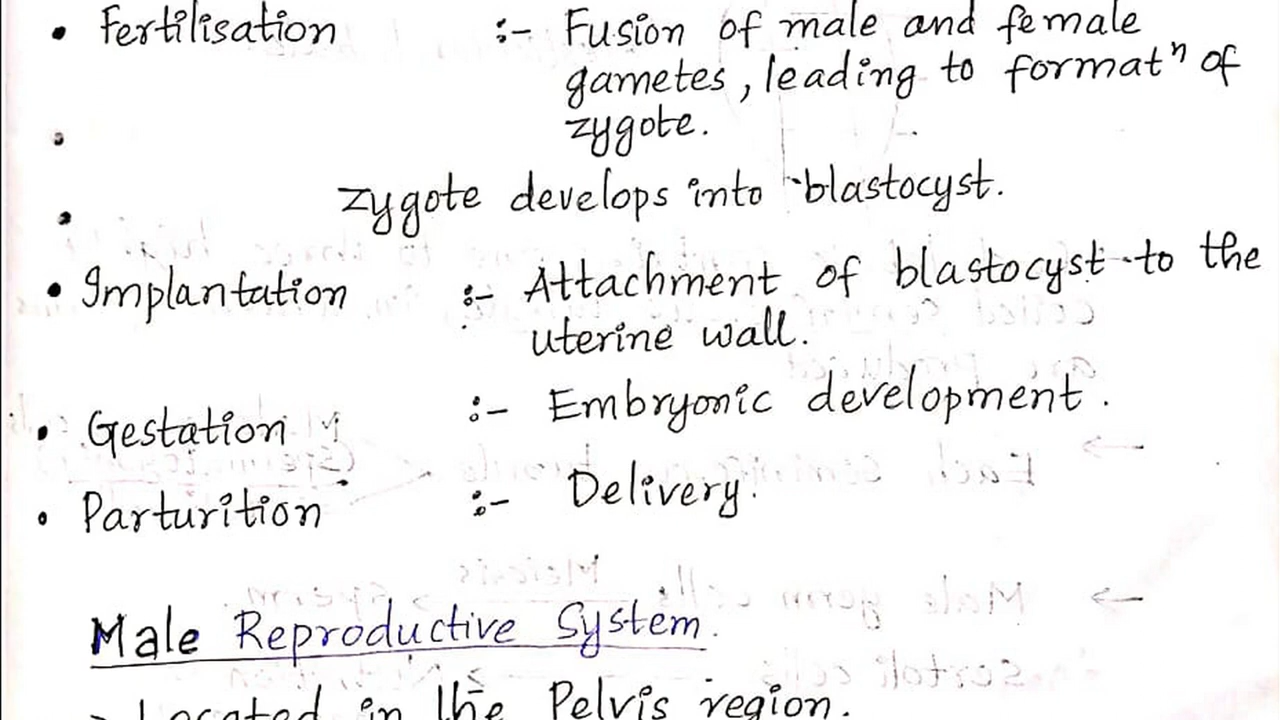 • Fertilisation :- Fusion of male and female
gametes, leading to formatⁿ of
zygote.
•
• zygote develops into blastocyst.
• Implantation :- Attachment of blastocyst to the
uterine wall.
• Gestation :- Embryonic development.
• Parturition :- Delivery.
Male Reproductive System.
Located in the Pelvis region.